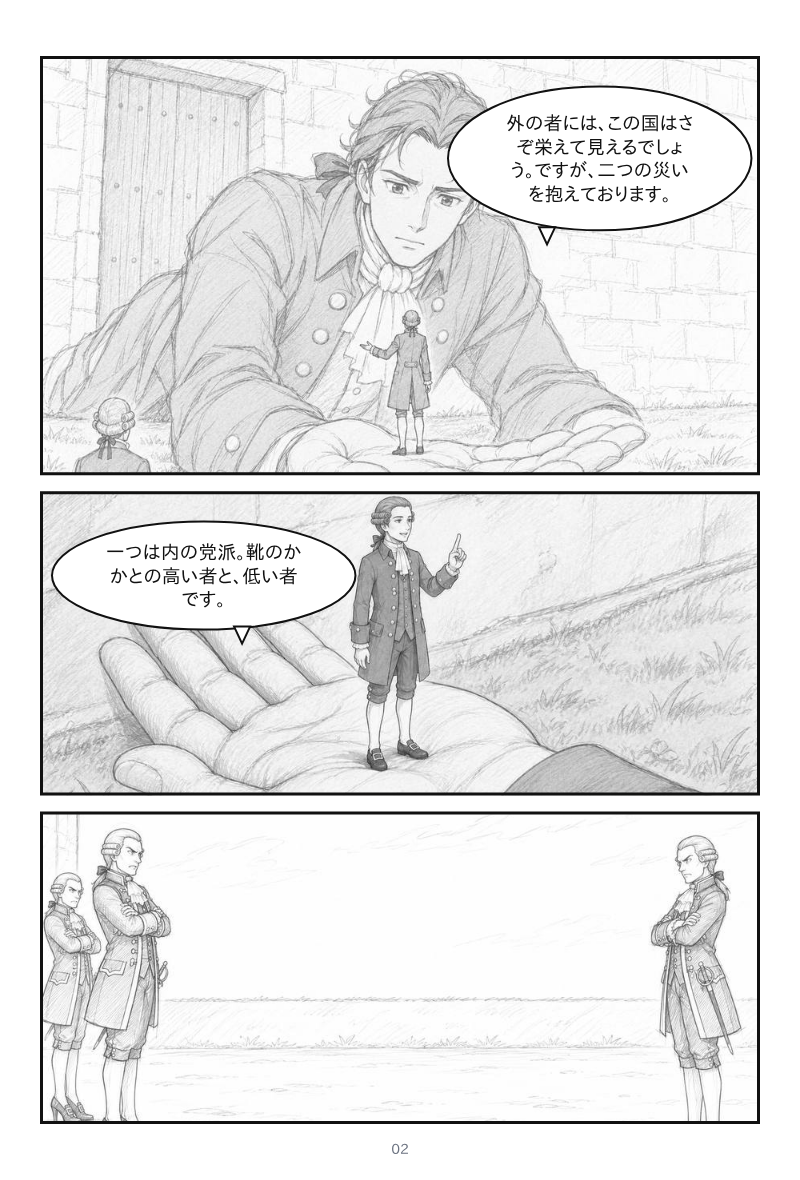 外の者には、この国はさ
ぞ栄えて見えるでしょ
う。ですが、二つの災い
を抱えております。
一つは内の党派。靴のか
かとの高い者と、低い者
です。
02